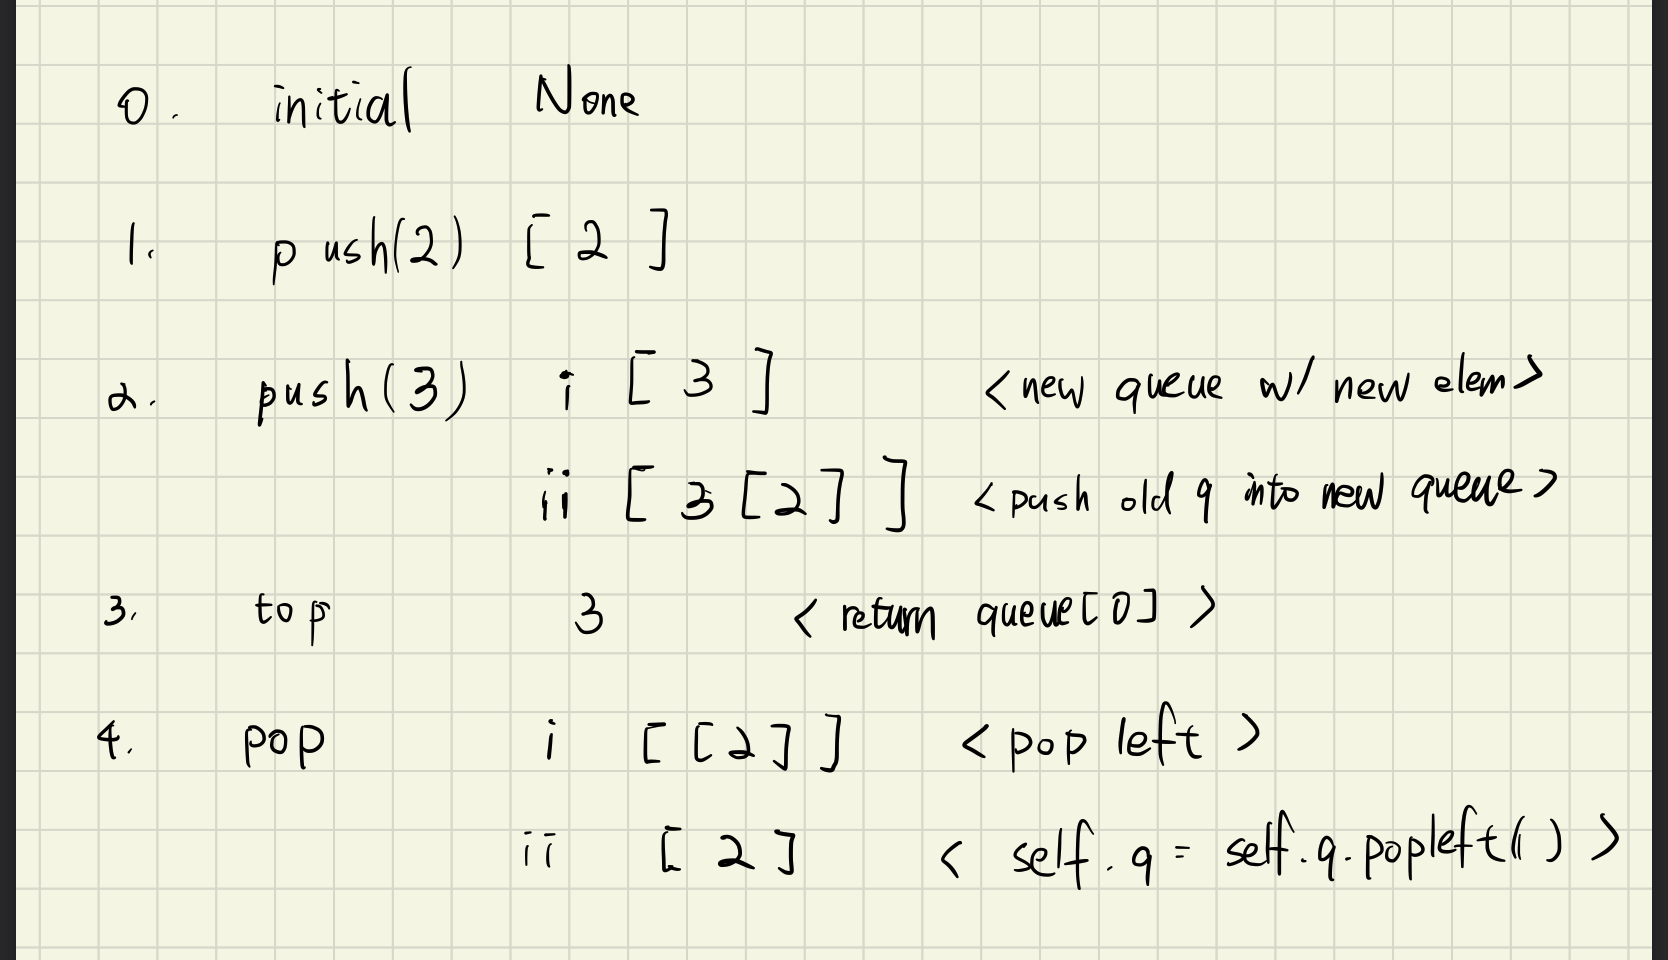 0. initial None
1. push(2) [ 2 ]
2. push(3) i [ 3 ] <new queue w/ new elem>
ii [ 3 [2] ] <push old q into new queue>
3. top 3 < return queue[0] >
4. pop i [ [2] ] < pop left >
ii [ 2 ] < self.q = self.q.popleft() >